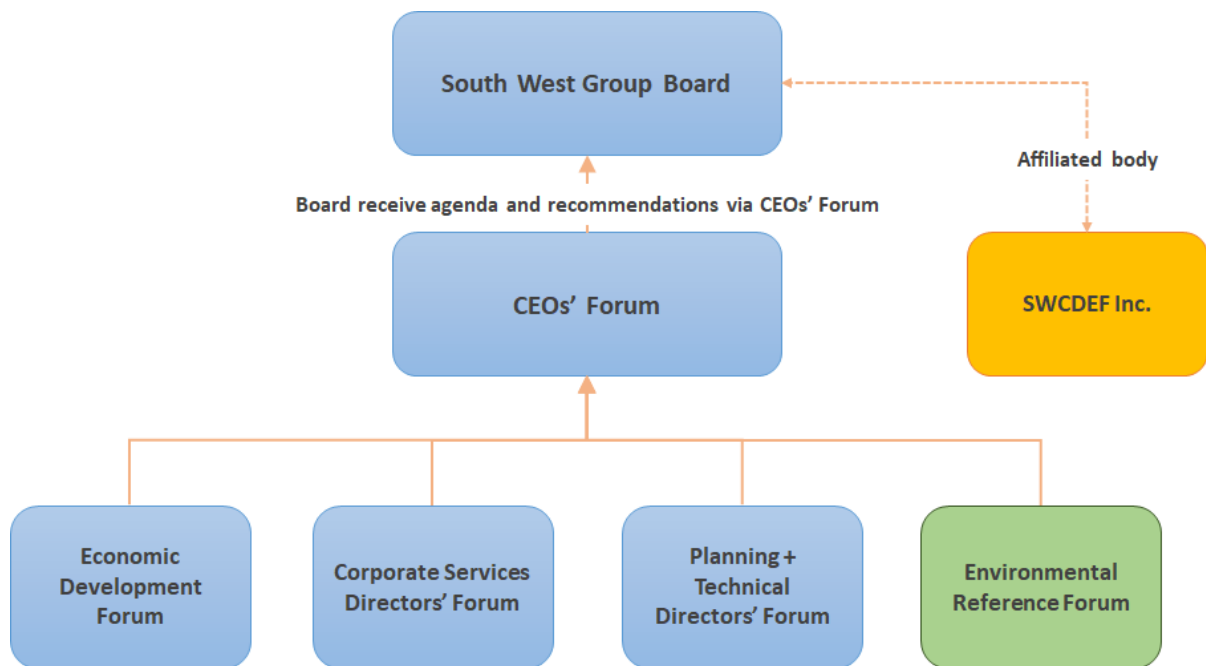 South West Group Board
Affiliated body
Board receive agenda and recommendations via CEOs’ Forum
CEOs’ Forum
SWCDEF Inc.
Economic
Development
Forum
Corporate Services
Directors’ Forum
Planning +
Technical
Directors’ Forum
Environmental
Reference Forum